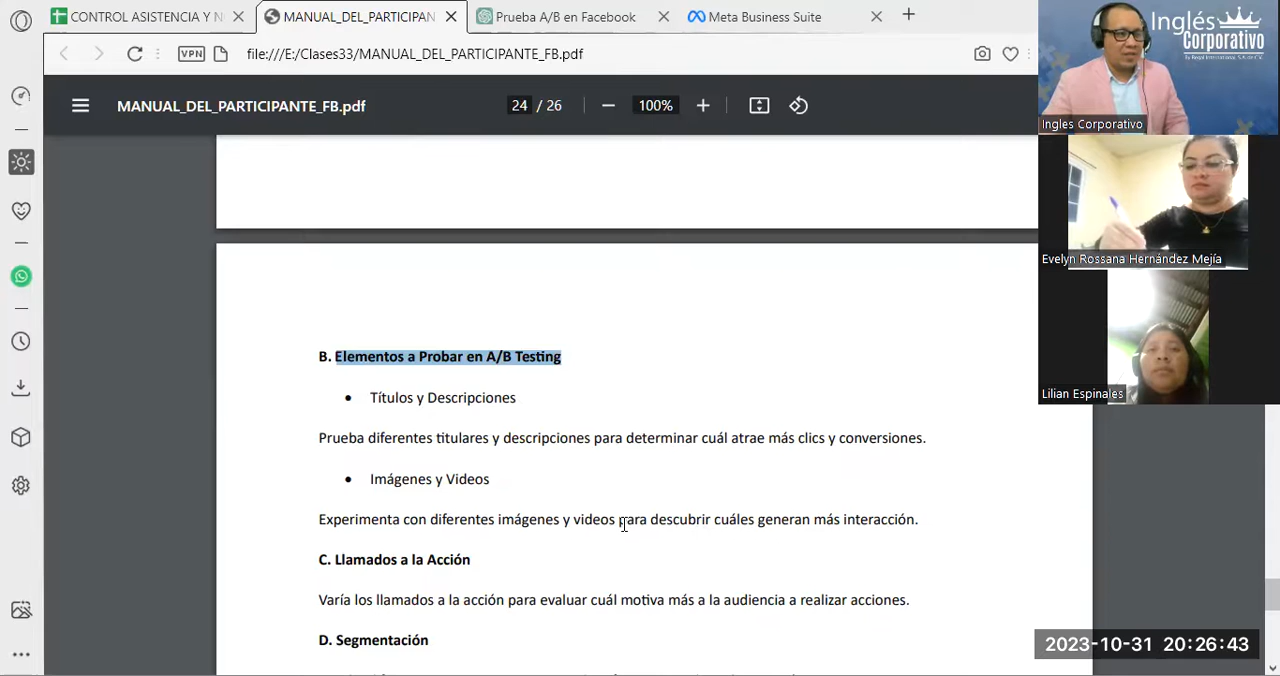 CONTROL ASISTENCIA Y N
MANUAL_DEL_PARTICIPAN
Prueba A/B en Facebook
Meta Business Suite
VPN
file:///E:/Clases33/MANUAL_DEL_PARTICIPANTE_FB.pdf
MANUAL_DEL_PARTICIPANTE_FB.pdf
24 / 26
100%
B. Elementos a Probar en A/B Testing
• Títulos y Descripciones
Prueba diferentes titulares y descripciones para determinar cuál atrae más clics y conversiones.
• Imágenes y Videos
Experimenta con diferentes imágenes y videos para descubrir cuáles generan más interacción.
C. Llamados a la Acción
Varía los llamados a la acción para evaluar cuál motiva más a la audiencia a realizar acciones.
D. Segmentación
Inglés
Corporativo
Ingles Corporativo
Evelyn Rossana Hernández Mejía
Lilian Espinales
2023-10-31 20:26:43